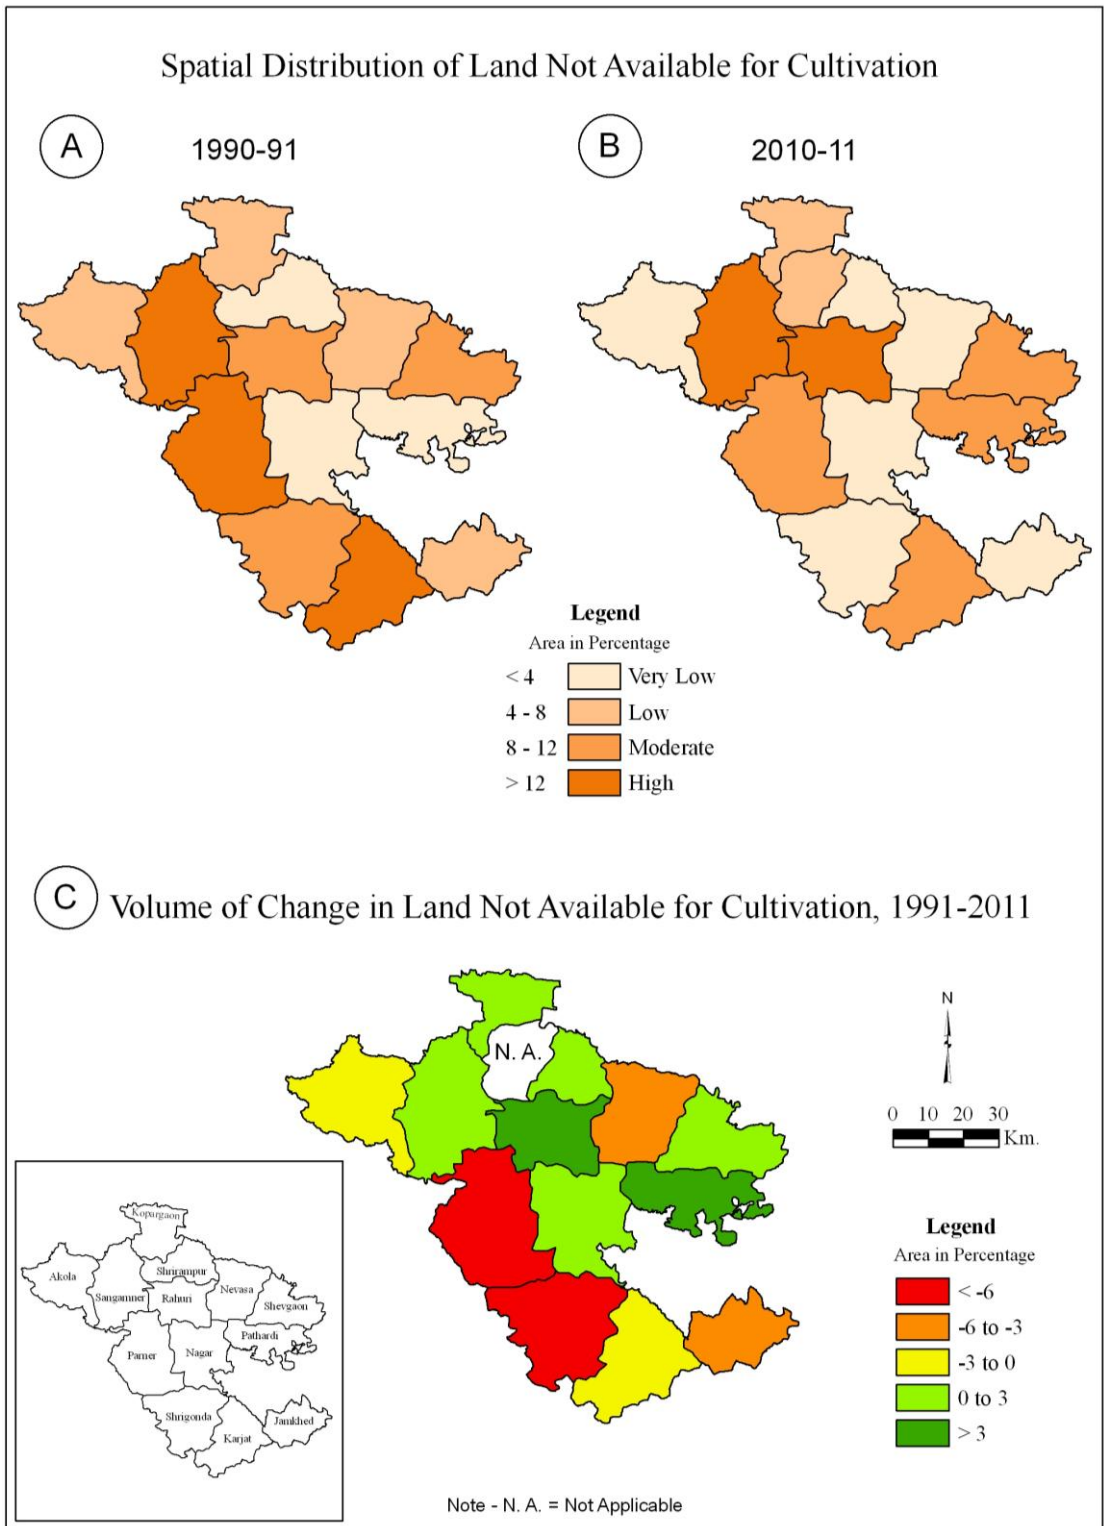 Spatial Distribution of Land Not Available for Cultivation
A
1990-91
B
2010-11
Legend
Area in Percentage
< 4 Very Low
4 - 8 Low
8 - 12 Moderate
> 12 High
C Volume of Change in Land Not Available for Cultivation, 1991-2011
N. A.
N
0 10 20 30
Km.
Kopargaon
Akola
Shrirampur
Sangamner
Rahuri
Nevasa
Shevgaon
Parner
Nagar
Pathardi
Shrigonda
Karjat
Jamkhed
Legend
Area in Percentage
< -6
-6 to -3
-3 to 0
0 to 3
> 3
Note - N. A. = Not Applicable